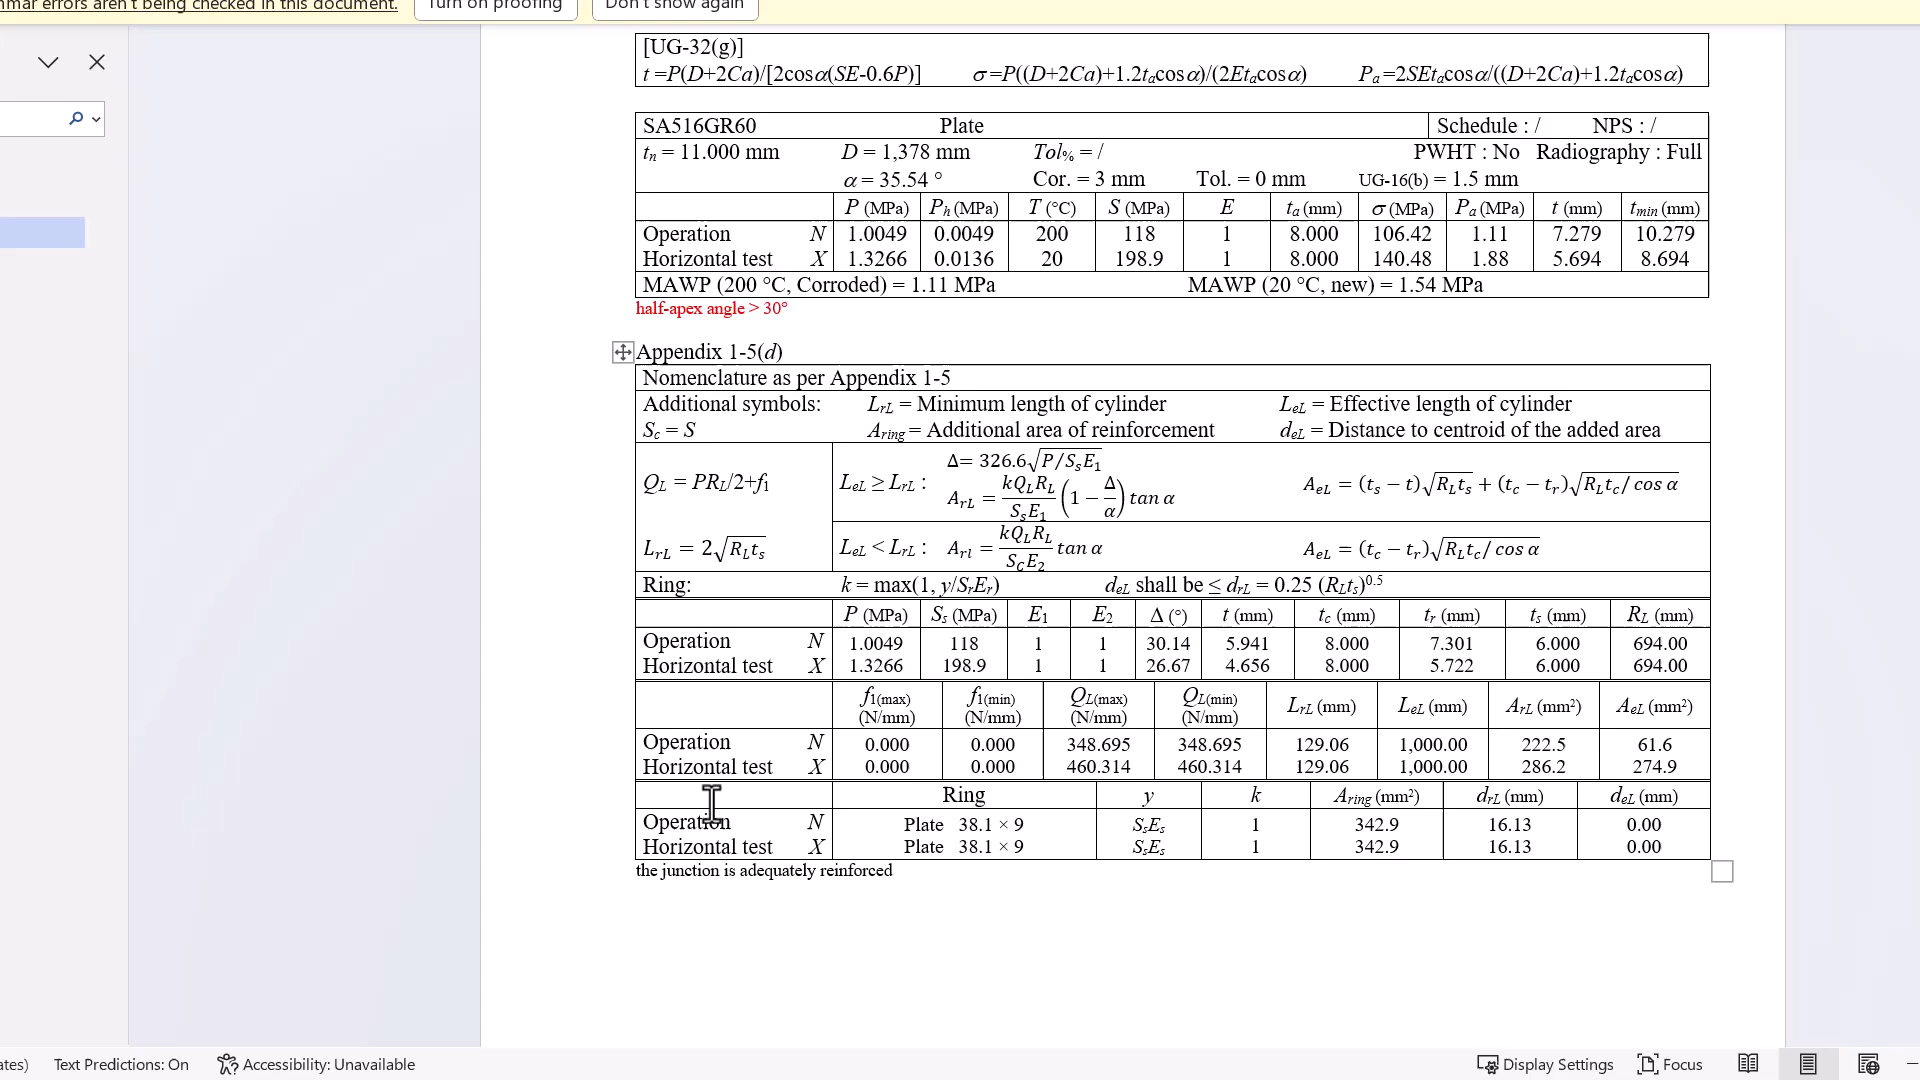 mmar errors aren't being checked in this document. Turn on proofing Don't show again
[UG-32(g)]
t =P(D+2Ca)/[2cosα(SE-0.6P)] σ=P((D+2Ca)+1.2tₐcosα)/(2Etₐcosα) Pₐ=2SEtₐcosα/((D+2Ca)+1.2tₐcosα)
SA516GR60 Plate Schedule : / NPS : /
tn = 11.000 mm D = 1,378 mm Tol% = / PWHT : No Radiography : Full
α = 35.54 ° Cor. = 3 mm Tol. = 0 mm UG-16(b) = 1.5 mm
P (MPa) Ph (MPa) T (°C) S (MPa) E ta (mm) σ (MPa) Pa (MPa) t (mm) tmin (mm)
Operation N 1.0049 0.0049 200 118 1 8.000 106.42 1.11 7.279 10.279
Horizontal test X 1.3266 0.0136 20 198.9 1 8.000 140.48 1.88 5.694 8.694
MAWP (200 °C, Corroded) = 1.11 MPa MAWP (20 °C, new) = 1.54 MPa
half-apex angle > 30°
Appendix 1-5(d)
Nomenclature as per Appendix 1-5
Additional symbols: LrL = Minimum length of cylinder LeL = Effective length of cylinder
Sc = S Aring = Additional area of reinforcement deL = Distance to centroid of the added area
QL = PRL/2+f1 LeL ≥ LrL : Δ= 326.6√P/SsE1
ArL = kQLRL/SsE1 (1 − Δ/α) tan α AeL = (ts − t)√RLts + (tc − tr)√RLtc/cos α
LrL = 2√RLts LeL < LrL : Arl = kQLRL/SCE2 tan α AeL = (tc − tr)√RLtc/cos α
Ring: k = max(1, y/SrEr) deL shall be ≤ drL = 0.25 (RLts)0.5
P (MPa) Ss (MPa) E1 E2 Δ (°) t (mm) tc (mm) tr (mm) ts (mm) RL (mm)
Operation N 1.0049 118 1 1 30.14 5.941 8.000 7.301 6.000 694.00
Horizontal test X 1.3266 198.9 1 1 26.67 4.656 8.000 5.722 6.000 694.00
f1(max) (N/mm) f1(min) (N/mm) QL(max) (N/mm) QL(min) (N/mm) LrL (mm) LeL (mm) ArL (mm²) AeL (mm²)
Operation N 0.000 0.000 348.695 348.695 129.06 1,000.00 222.5 61.6
Horizontal test X 0.000 0.000 460.314 460.314 129.06 1,000.00 286.2 274.9
Ring y k Aring (mm²) drL (mm) deL (mm)
Operation N Plate 38.1 × 9 SsEs 1 342.9 16.13 0.00
Horizontal test X Plate 38.1 × 9 SsEs 1 342.9 16.13 0.00
the junction is adequately reinforced
ates) Text Predictions: On Accessibility: Unavailable Display Settings Focus